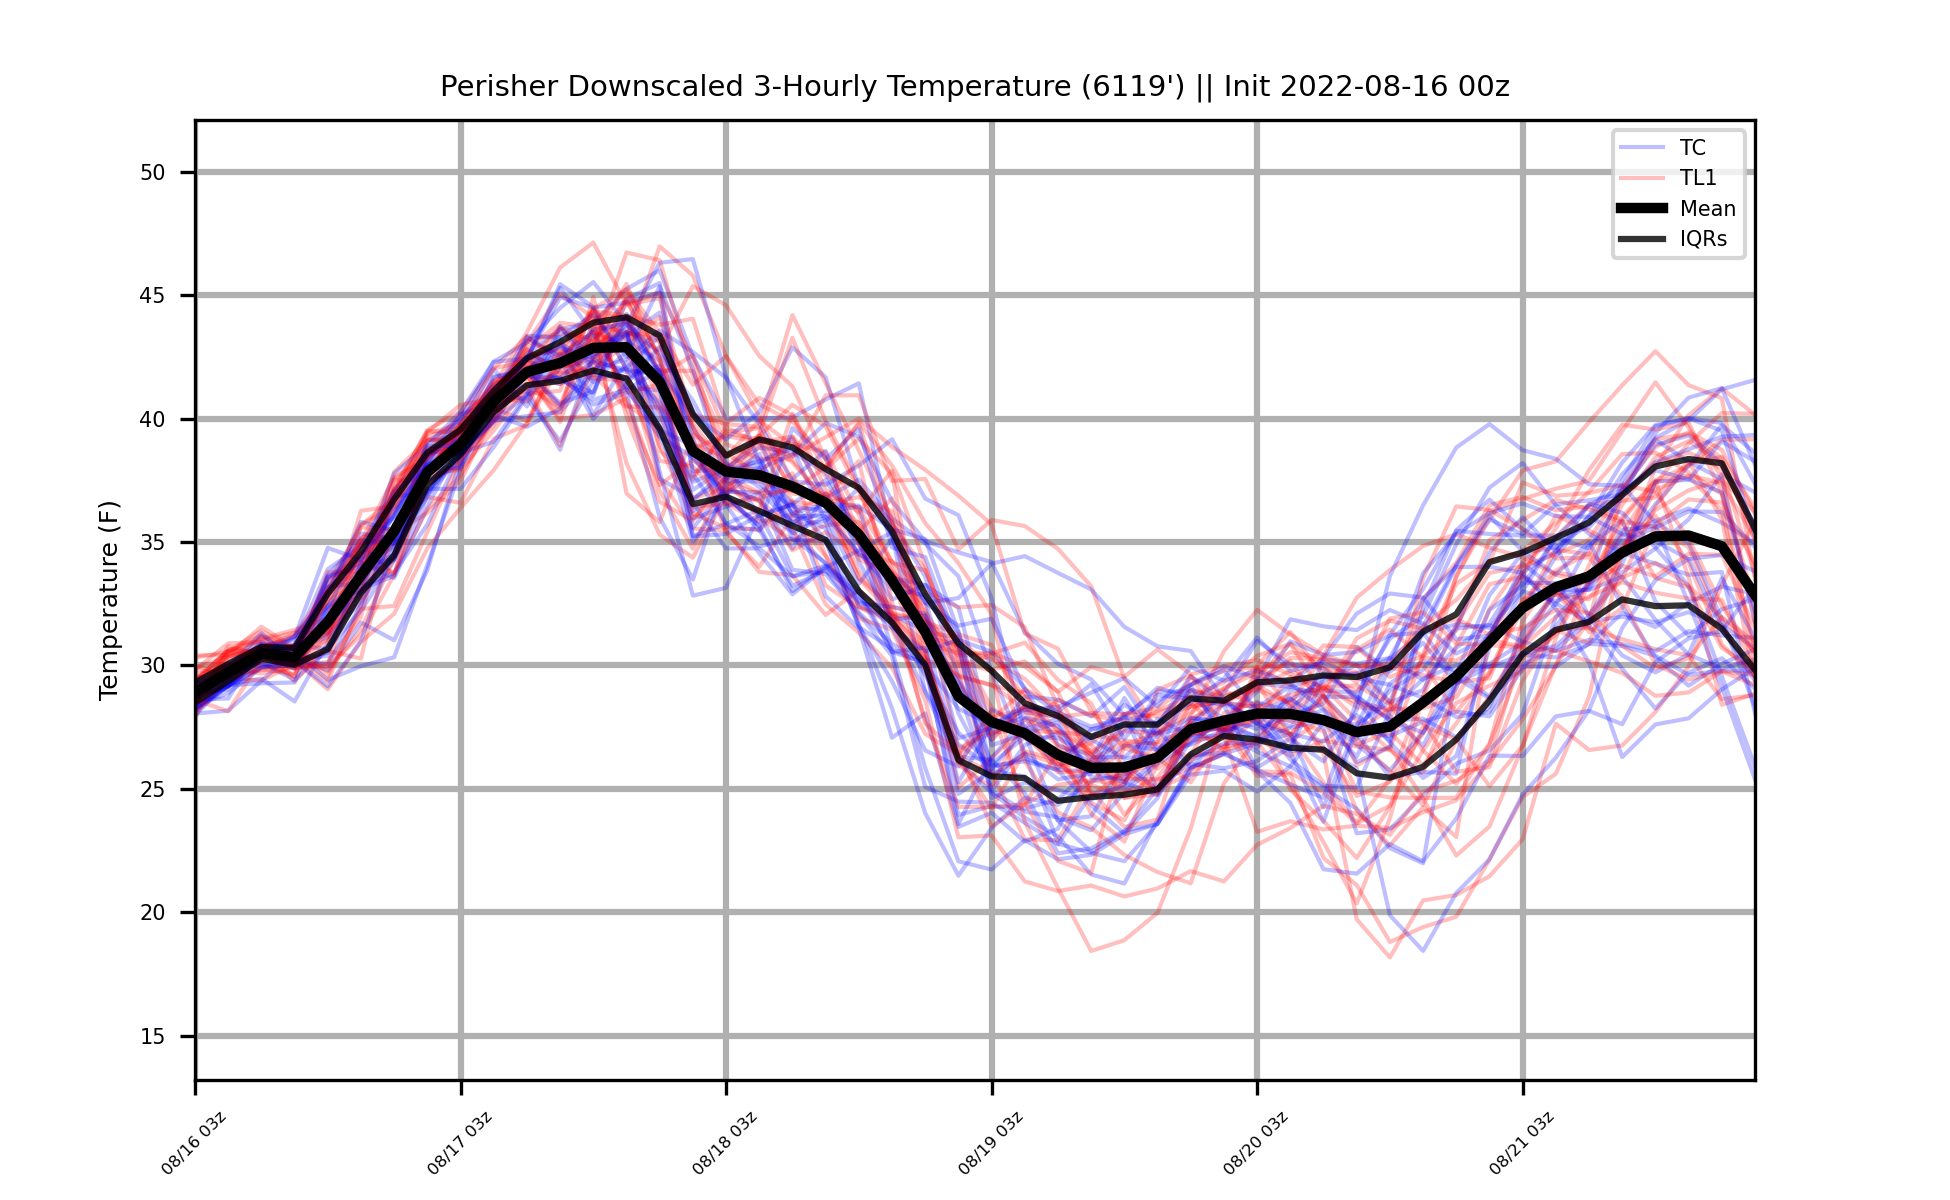 Perisher Downscaled 3-Hourly Temperature (6119') || Init 2022-08-16 00z
TC
TL1
Mean
IQRs
Temperature (F)
50
45
40
35
30
25
20
15
08/16 03z
08/17 03z
08/18 03z
08/19 03z
08/20 03z
08/21 03z